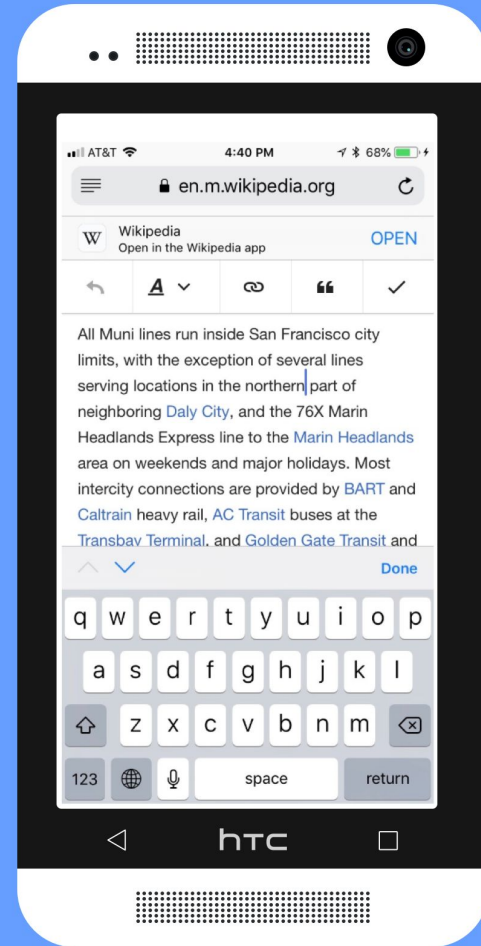 AT&T 4:40 PM 68%
en.m.wikipedia.org
W Wikipedia OPEN
Open in the Wikipedia app
A
All Muni lines run inside San Francisco city
limits, with the exception of several lines
serving locations in the northern part of
neighboring Daly City, and the 76X Marin
Headlands Express line to the Marin Headlands
area on weekends and major holidays. Most
intercity connections are provided by BART and
Caltrain heavy rail, AC Transit buses at the
Transbay Terminal, and Golden Gate Transit and
Done
q w e r t y u i o p
a s d f g h j k l
z x c v b n m
123 space return
hTC